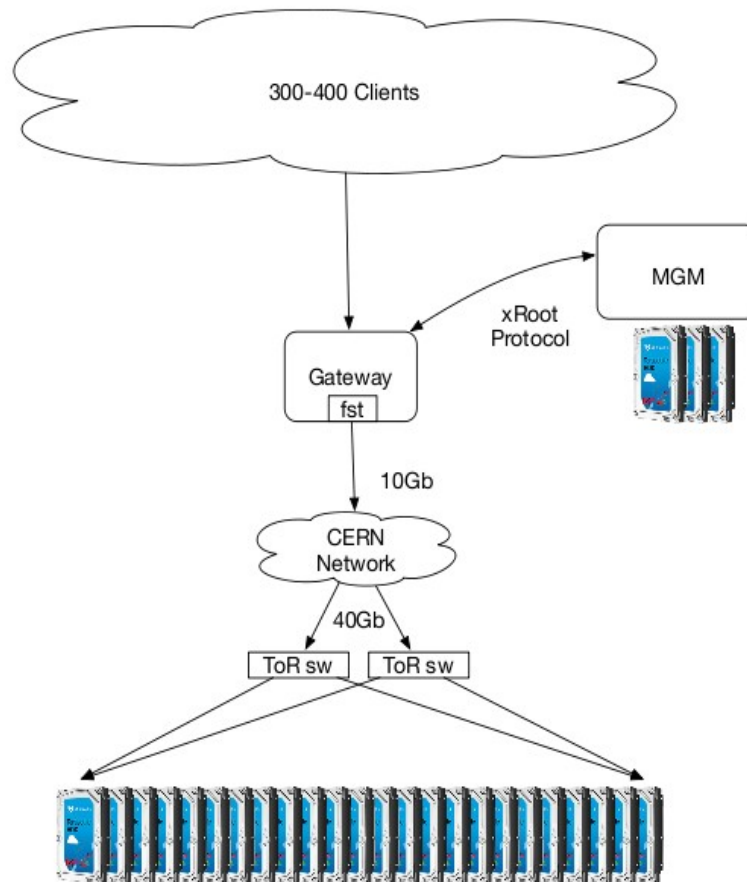 300-400 Clients
MGM
xRoot
Protocol
Gateway
fst
10Gb
CERN
Network
40Gb
ToR sw
ToR sw